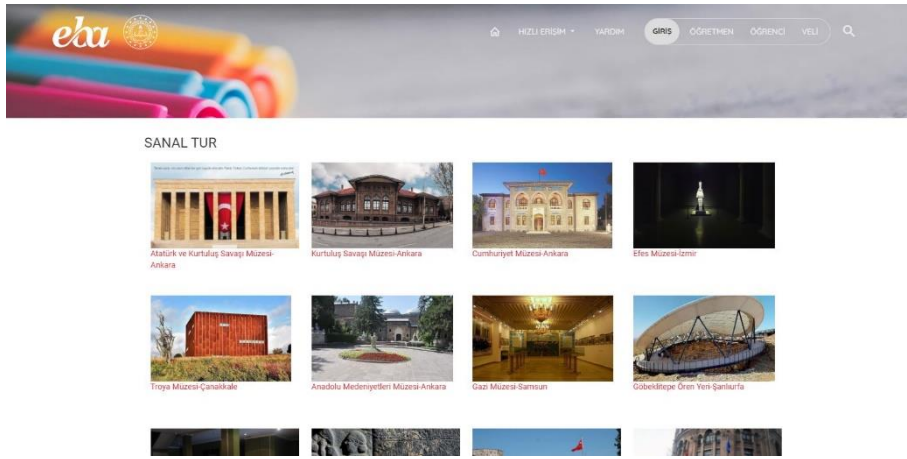 eba
HIZLI ERİŞİM
YARDIM
GİRİŞ
ÖĞRETMEN
ÖĞRENCİ
VELİ
SANAL TUR
Atatürk ve Kurtuluş Savaşı Müzesi-
Ankara
Kurtuluş Savaşı Müzesi-Ankara
Cumhuriyet Müzesi-Ankara
Efes Müzesi-İzmir
Troya Müzesi-Çanakkale
Anadolu Medeniyetleri Müzesi-Ankara
Gazi Müzesi-Samsun
Göbeklitepe Ören Yeri-Şanlıurfa